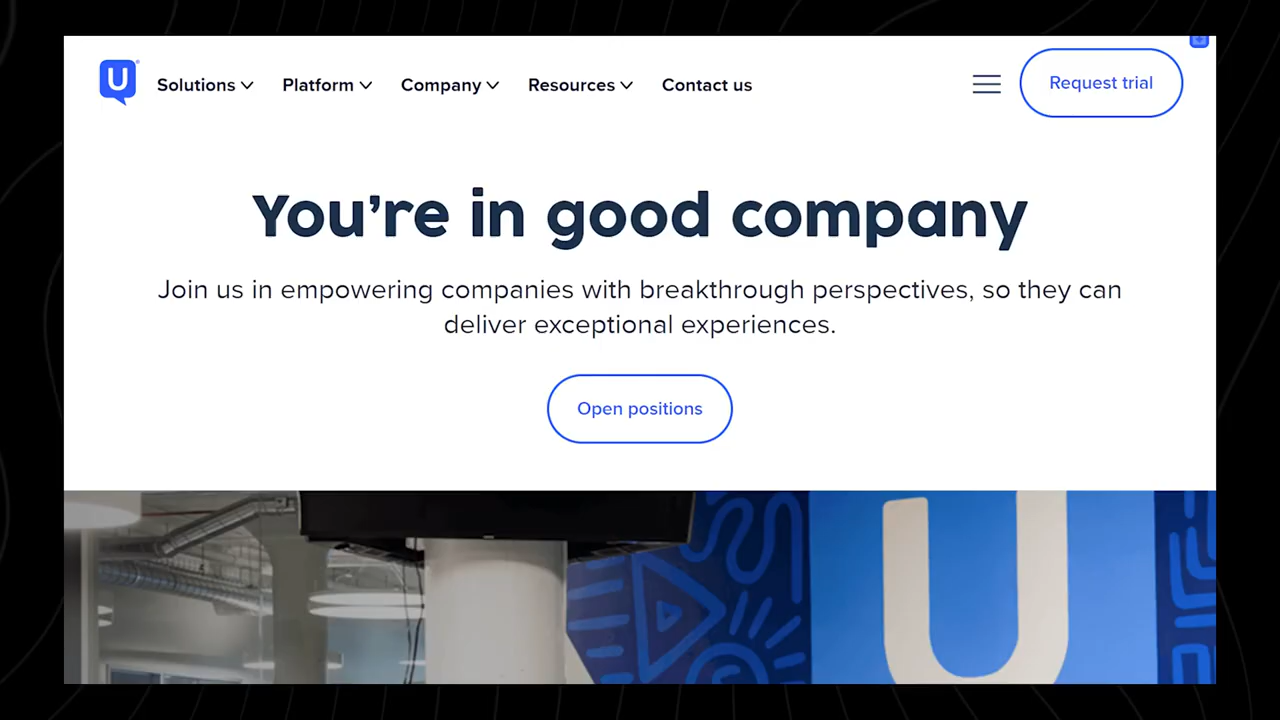 U
Solutions
Platform
Company
Resources
Contact us
Request trial
You're in good company
Join us in empowering companies with breakthrough perspectives, so they can
deliver exceptional experiences.
Open positions
U